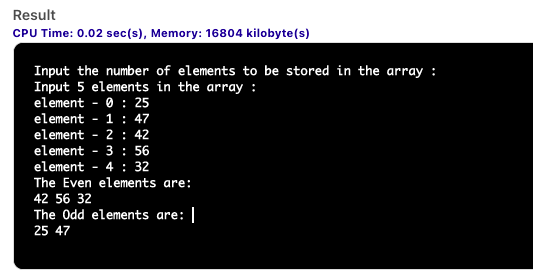 Result
CPU Time: 0.02 sec(s), Memory: 16804 kilobyte(s)
Input the number of elements to be stored in the array :
Input 5 elements in the array :
element - 0 : 25
element - 1 : 47
element - 2 : 42
element - 3 : 56
element - 4 : 32
The Even elements are:
42 56 32
The Odd elements are:
25 47